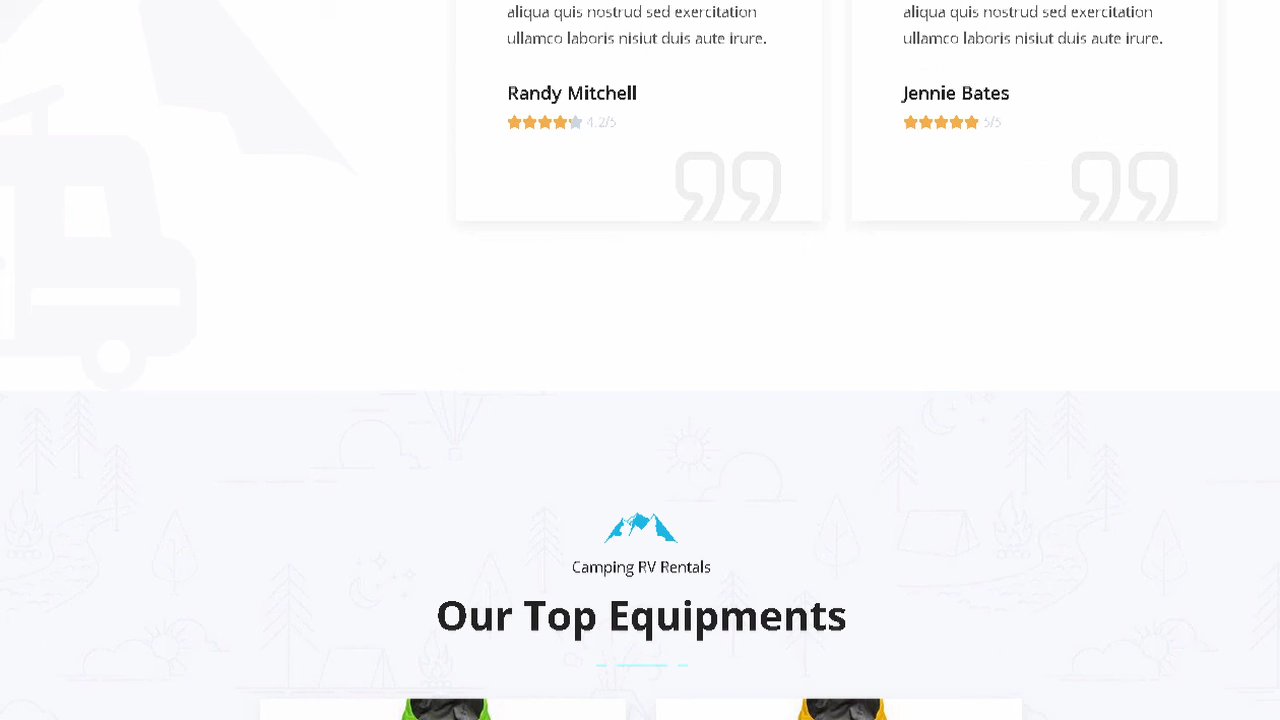 aliqua quis nostrud sed exercitation
ullamco laboris nisiut duis aute irure.
Randy Mitchell
4.2/5
aliqua quis nostrud sed exercitation
ullamco laboris nisiut duis aute irure.
Jennie Bates
5/5
Camping RV Rentals
Our Top Equipments